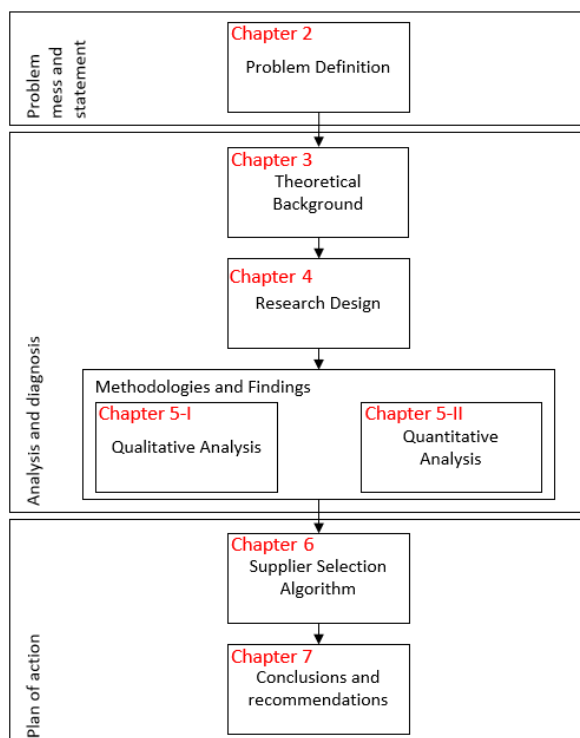 Problem
mess and
statement
Chapter 2
Problem Definition
Analysis and diagnosis
Chapter 3
Theoretical
Background
Chapter 4
Research Design
Methodologies and Findings
Chapter 5-I
Qualitative Analysis
Chapter 5-II
Quantitative
Analysis
Plan of action
Chapter 6
Supplier Selection
Algorithm
Chapter 7
Conclusions and
recommendations